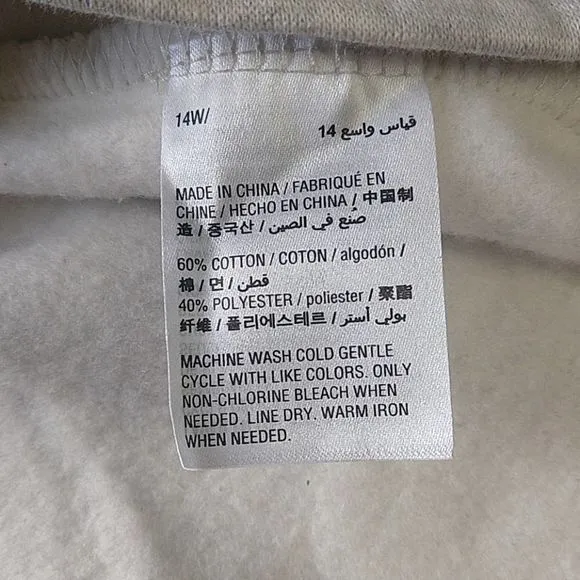 14W/
قياس واسع 14
MADE IN CHINA / FABRIQUÉ EN
CHINE / HECHO EN CHINA / 中国制
造 / 중국산 / صُنع في الصين /
60% COTTON / COTON / algodón /
棉 / 면 / قطن /
40% POLYESTER / poliester / 聚酯
纤维 / 폴리에스테르 / بولي أستر /
MACHINE WASH COLD GENTLE
CYCLE WITH LIKE COLORS. ONLY
NON-CHLORINE BLEACH WHEN
NEEDED. LINE DRY. WARM IRON
WHEN NEEDED.